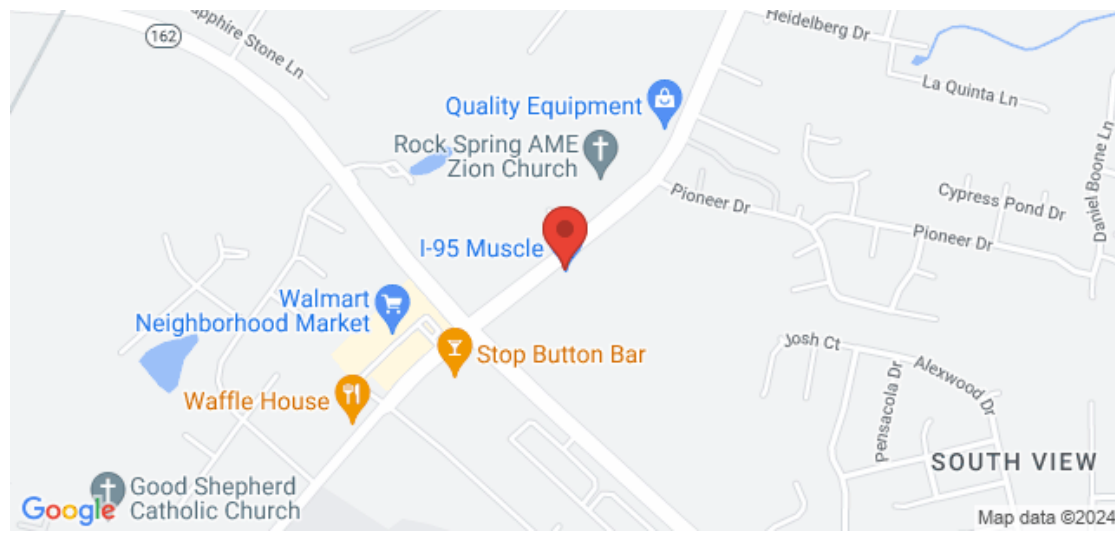 162
Sapphire Stone Ln
Heidelberg Dr
La Quinta Ln
Quality Equipment
Rock Spring AME
Zion Church
Pioneer Dr
Cypress Pond Dr
Daniel Boone Ln
Pioneer Dr
I-95 Muscle
Walmart
Neighborhood Market
Stop Button Bar
Josh Ct
Alexwood Dr
Pensacola Dr
Waffle House
SOUTH VIEW
Good Shepherd
Catholic Church
Google
Map data ©2024